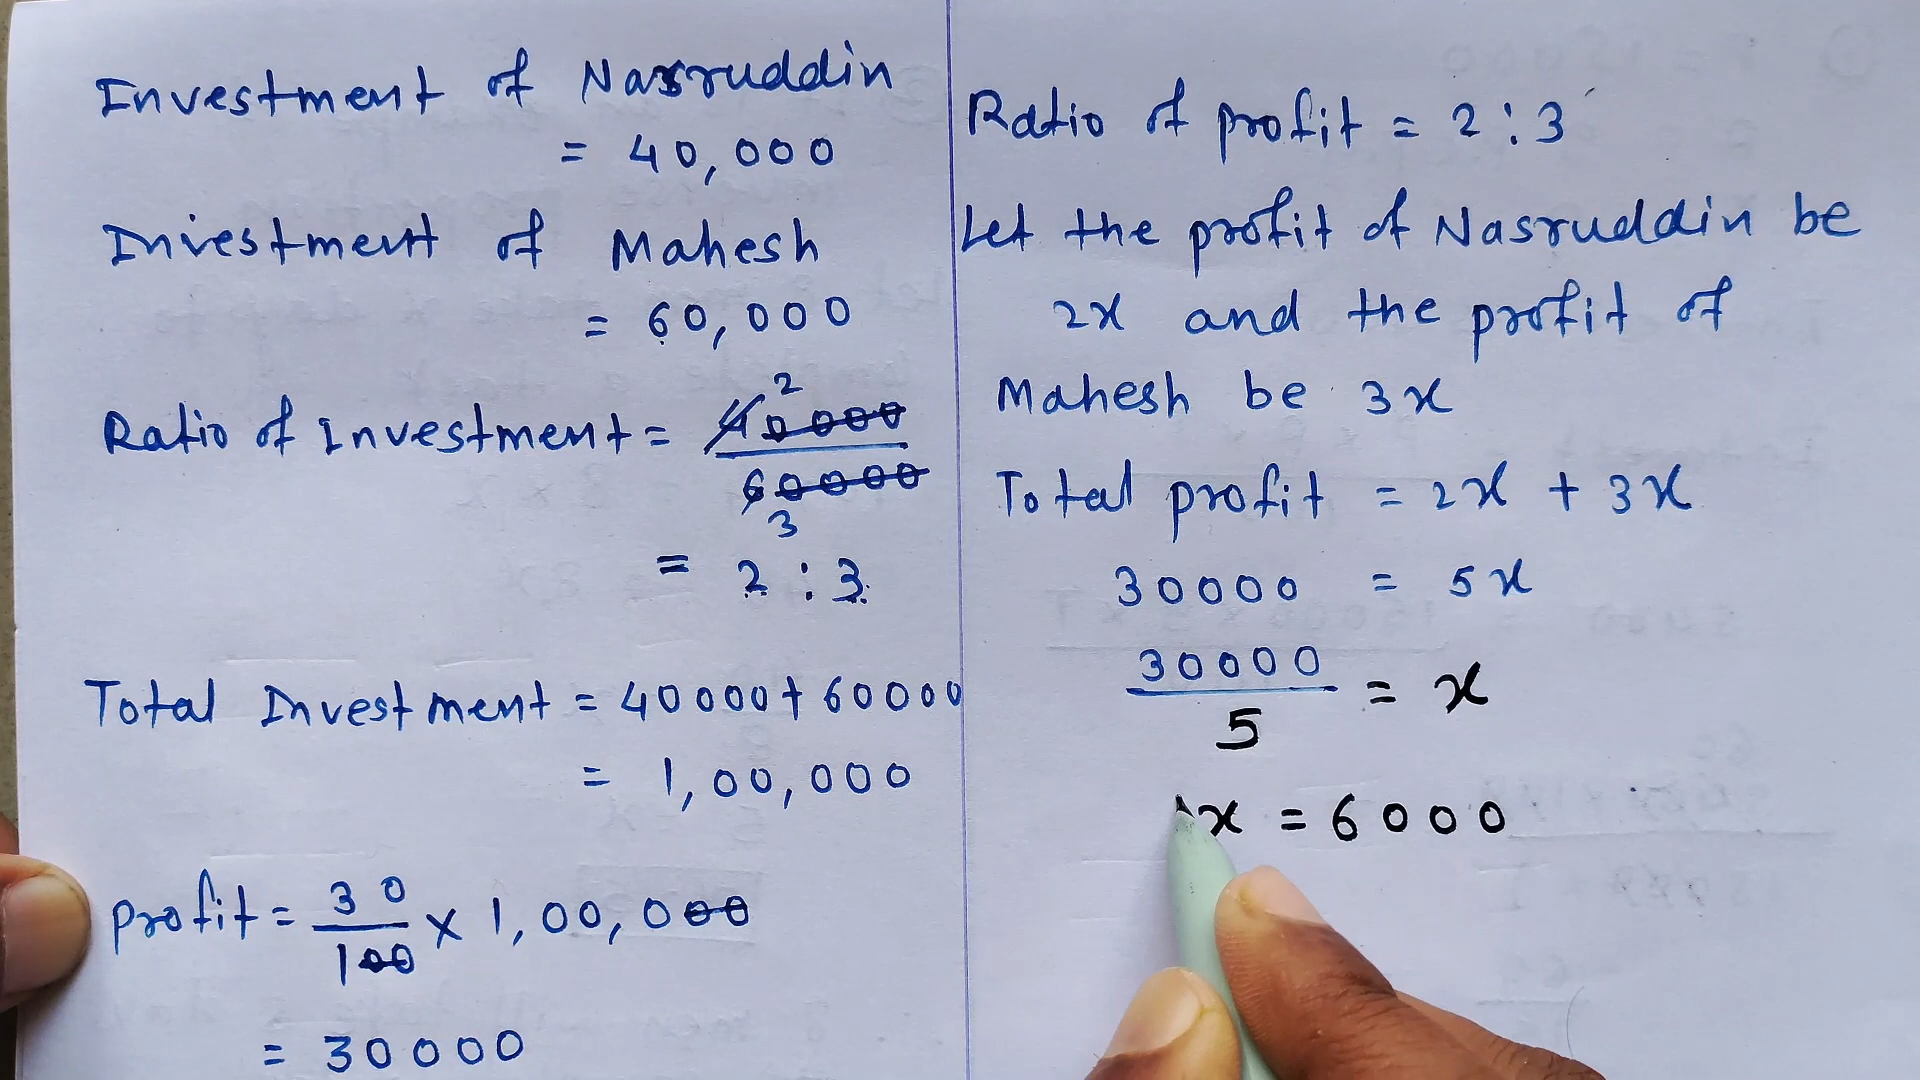 Investment of Nasruddin
= 40,000
Investment of Mahesh
= 60,000
Ratio of Investment = 40000/60000
2
3
= 2 : 3
Total Investment = 40000 + 60000
= 1,00,000
Profit = 30/100 × 1,00,000
= 30000
Ratio of profit = 2 : 3
Let the profit of Nasruddin be
2x and the profit of
Mahesh be 3x
Total profit = 2x + 3x
30000 = 5x
30000/5 = x
x = 6000